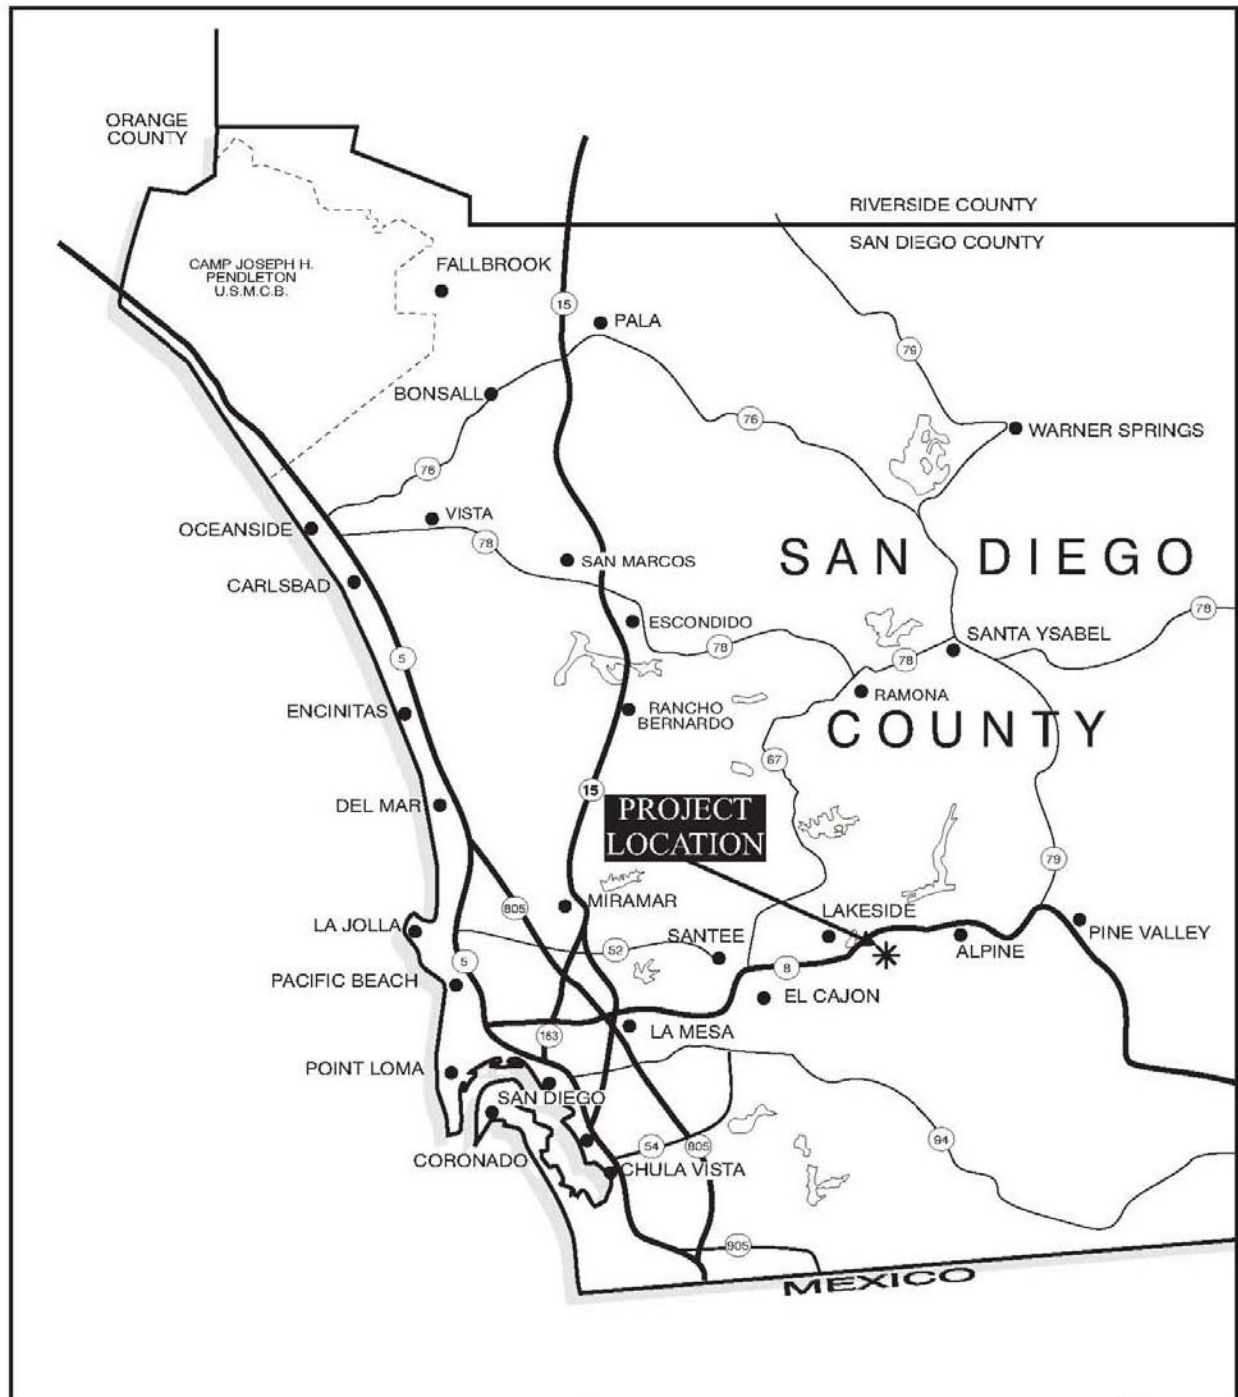 ORANGE
COUNTY
RIVERSIDE COUNTY
SAN DIEGO COUNTY
CAMP JOSEPH H.
PENDLETON
U.S.M.C.B.
FALLBROOK
15
PALA
79
BONSALL
76
WARNER SPRINGS
76
VISTA
OCEANSIDE
78
SAN MARCOS
SAN DIEGO
CARLSBAD
78
ESCONDIDO
SANTA YSABEL
78
5
78
RAMONA
ENCINITAS
RANCHO
BERNARDO
COUNTY
67
15
DEL MAR
PROJECT
LOCATION
79
805
MIRAMAR
LAKESIDE
LA JOLLA
SANTEE
PINE VALLEY
52
ALPINE
5
8
PACIFIC BEACH
EL CAJON
163
LA MESA
POINT LOMA
SAN DIEGO
94
54
805
CORONADO
CHULA VISTA
905
MEXICO